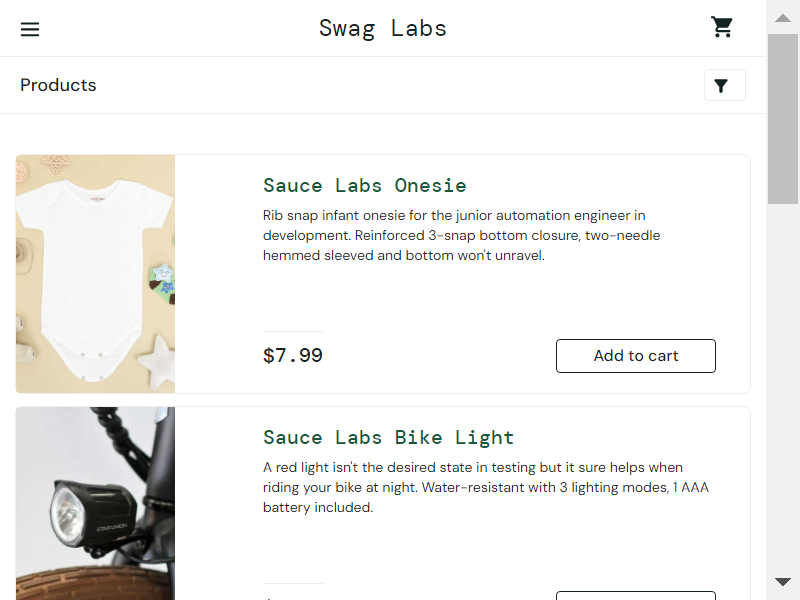 Swag Labs
Products
Sauce Labs Onesie
Rib snap infant onesie for the junior automation engineer in
development. Reinforced 3-snap bottom closure, two-needle
hemmed sleeved and bottom won't unravel.
$7.99
Add to cart
Sauce Labs Bike Light
A red light isn't the desired state in testing but it sure helps when
riding your bike at night. Water-resistant with 3 lighting modes, 1 AAA
battery included.